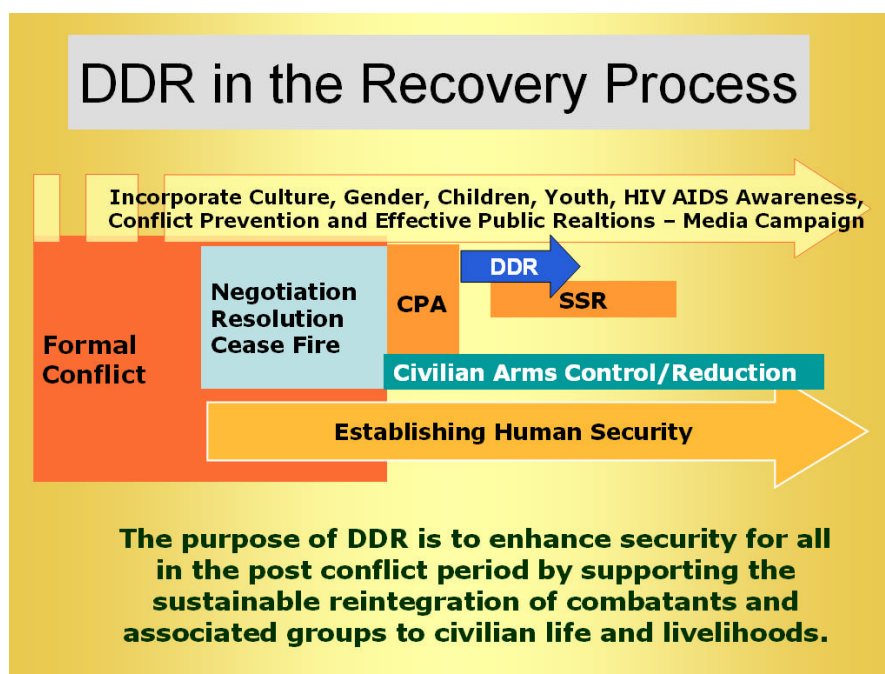 DDR in the Recovery Process
Incorporate Culture, Gender, Children, Youth, HIV AIDS Awareness,
Conflict Prevention and Effective Public Realtions – Media Campaign
Formal
Conflict
Negotiation
Resolution
Cease Fire
CPA
DDR
SSR
Civilian Arms Control/Reduction
Establishing Human Security
The purpose of DDR is to enhance security for all
in the post conflict period by supporting the
sustainable reintegration of combatants and
associated groups to civilian life and livelihoods.